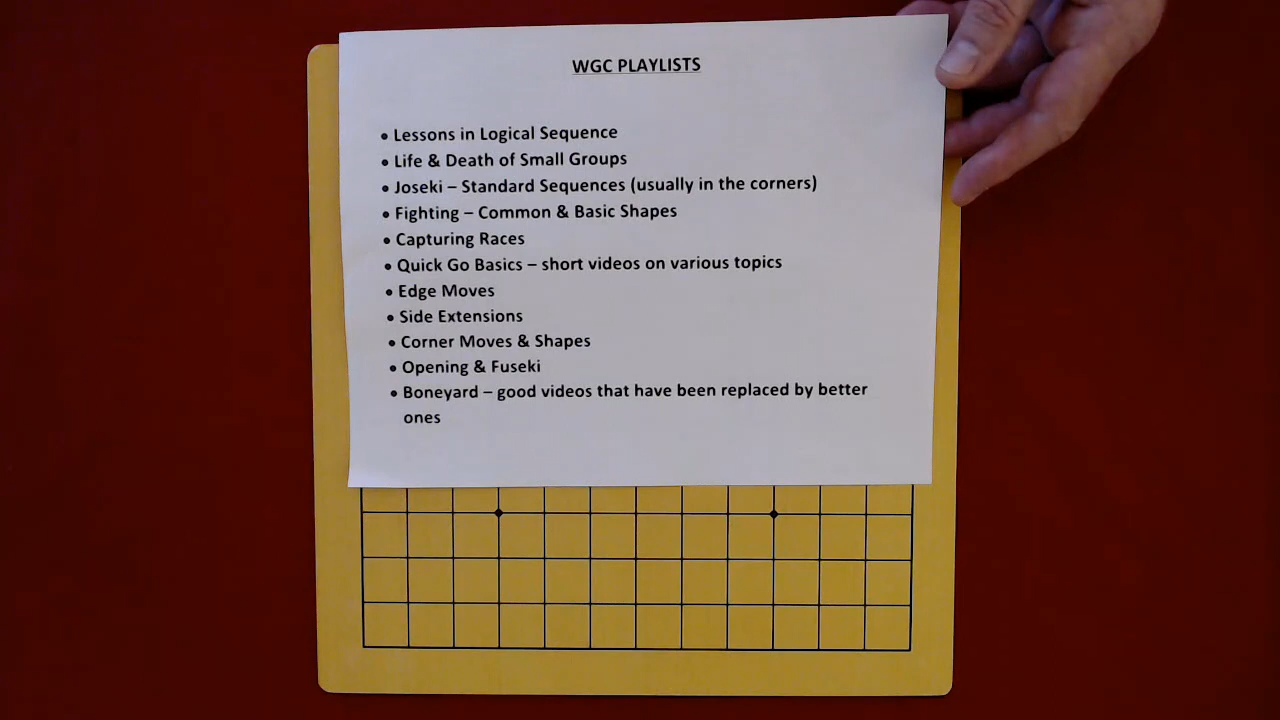 WGC PLAYLISTS
• Lessons in Logical Sequence
• Life & Death of Small Groups
• Joseki – Standard Sequences (usually in the corners)
• Fighting – Common & Basic Shapes
• Capturing Races
• Quick Go Basics – short videos on various topics
• Edge Moves
• Side Extensions
• Corner Moves & Shapes
• Opening & Fuseki
• Boneyard – good videos that have been replaced by better
ones